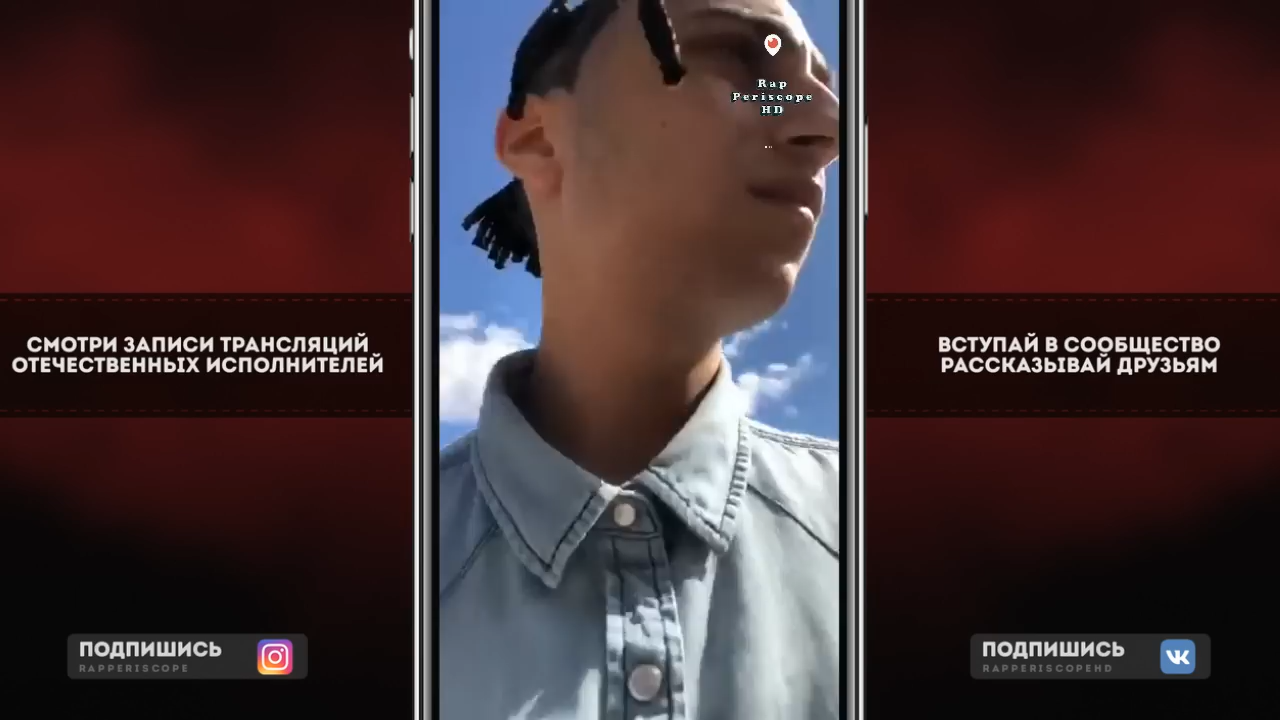 Rap
Periscope
HD
...
СМОТРИ ЗАПИСИ ТРАНСЛЯЦИЙ
ОТЕЧЕСТВЕННЫХ ИСПОЛНИТЕЛЕЙ
ВСТУПАЙ В СООБЩЕСТВО
РАССКАЗЫВАЙ ДРУЗЬЯМ
ПОДПИШИСЬ
RAPPERISCOPE
ПОДПИШИСЬ
RAPPERISCOPEHD